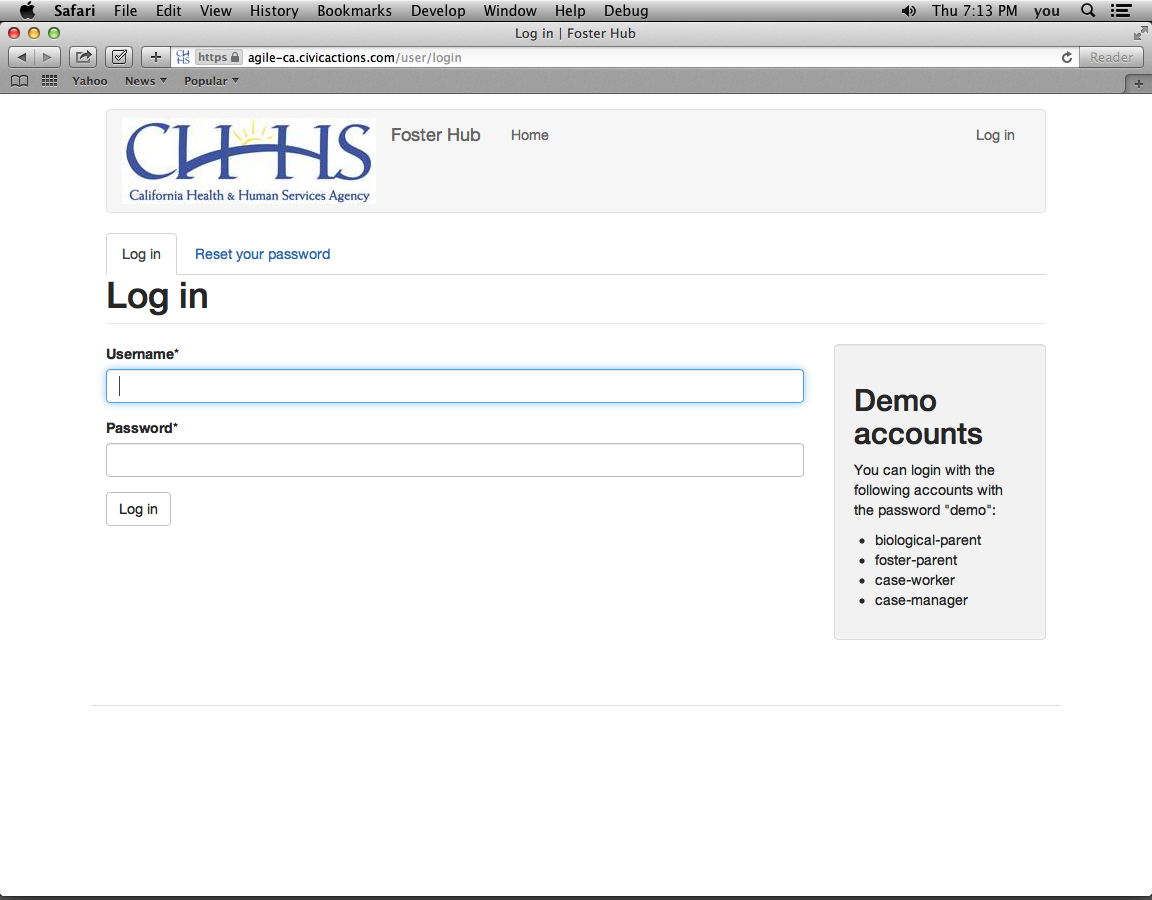 Safari File Edit View History Bookmarks Develop Window Help Debug Thu 7:13 PM you
Log in | Foster Hub
https agile-ca.civicactions.com/user/login Reader
Yahoo News Popular
CHHS
California Health & Human Services Agency
Foster Hub Home Log in
Log in Reset your password
Log in
Username*
Password*
Log in
Demo
accounts
You can login with the
following accounts with
the password "demo":
• biological-parent
• foster-parent
• case-worker
• case-manager